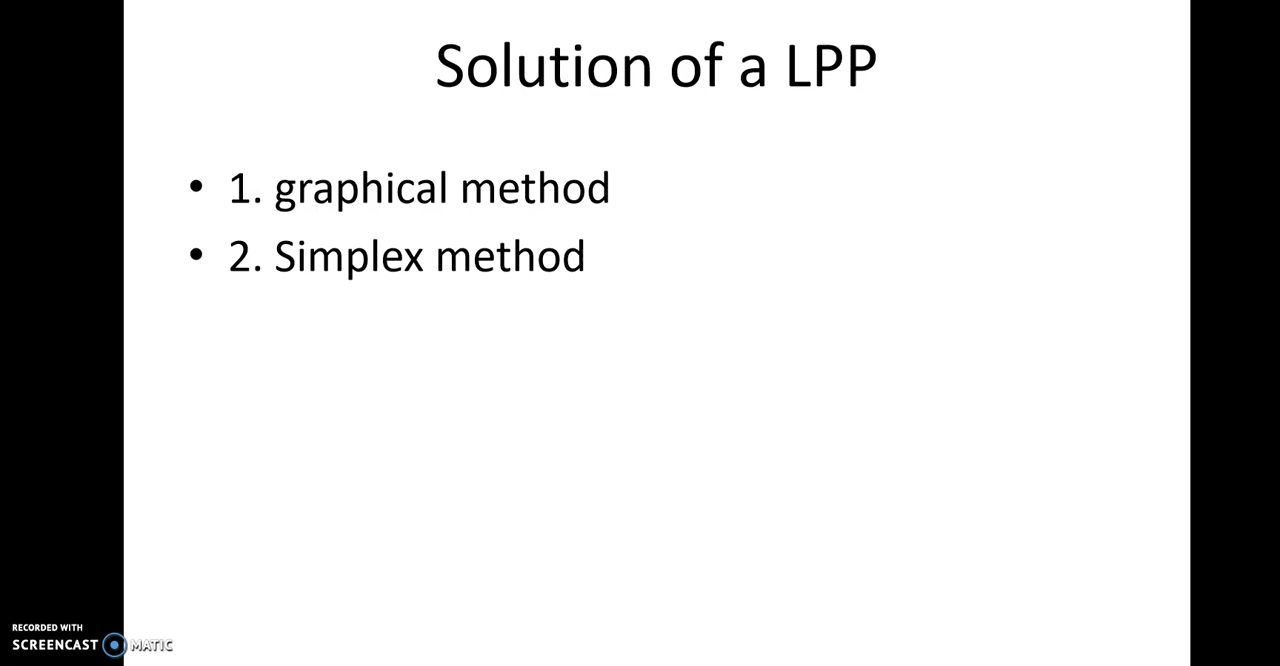 Solution of a LPP
• 1. graphical method
• 2. Simplex method
RECORDED WITH
SCREENCAST MATIC